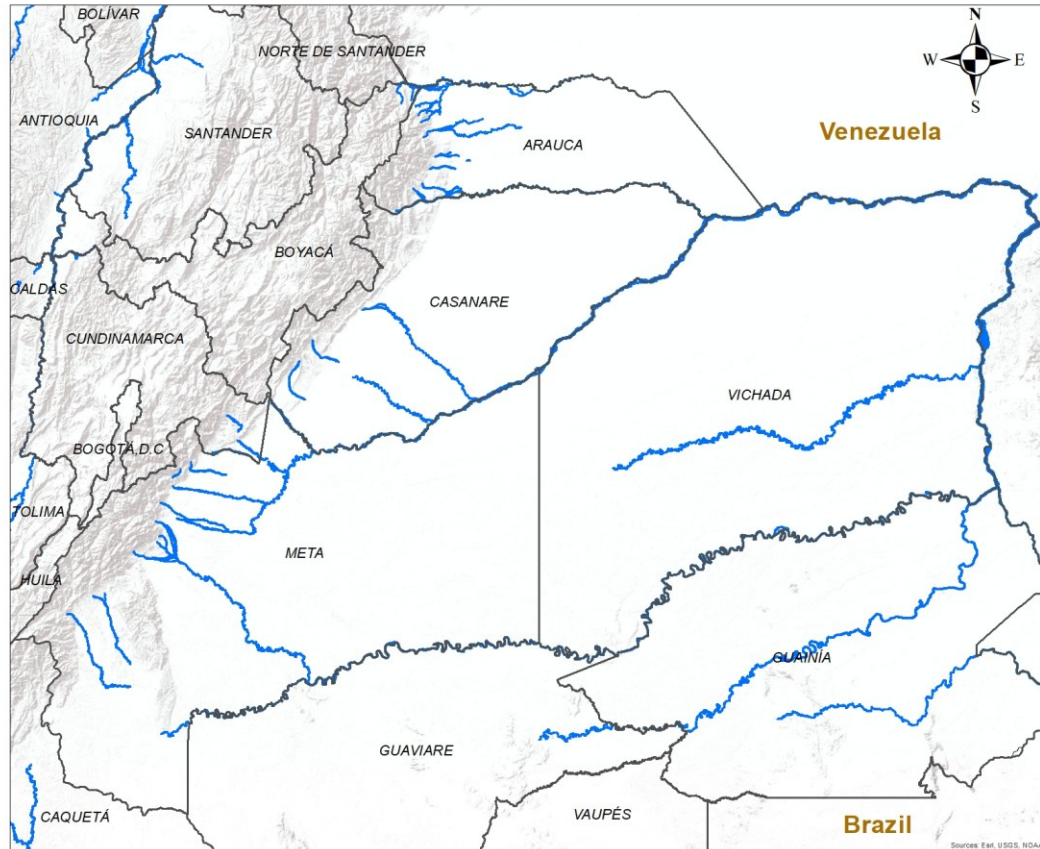 BOLÍVAR
NORTE DE SANTANDER
N
W E
S
ANTIOQUIA
SANTANDER
ARAUCA
Venezuela
BOYACÁ
CALDAS
CASANARE
CUNDINAMARCA
VICHADA
BOGOTÁ,D.C
TOLIMA
META
HUILA
GUAINÍA
GUAVIARE
CAQUETÁ
VAUPÉS
Brazil
Sources: Esri, USGS, NOAA